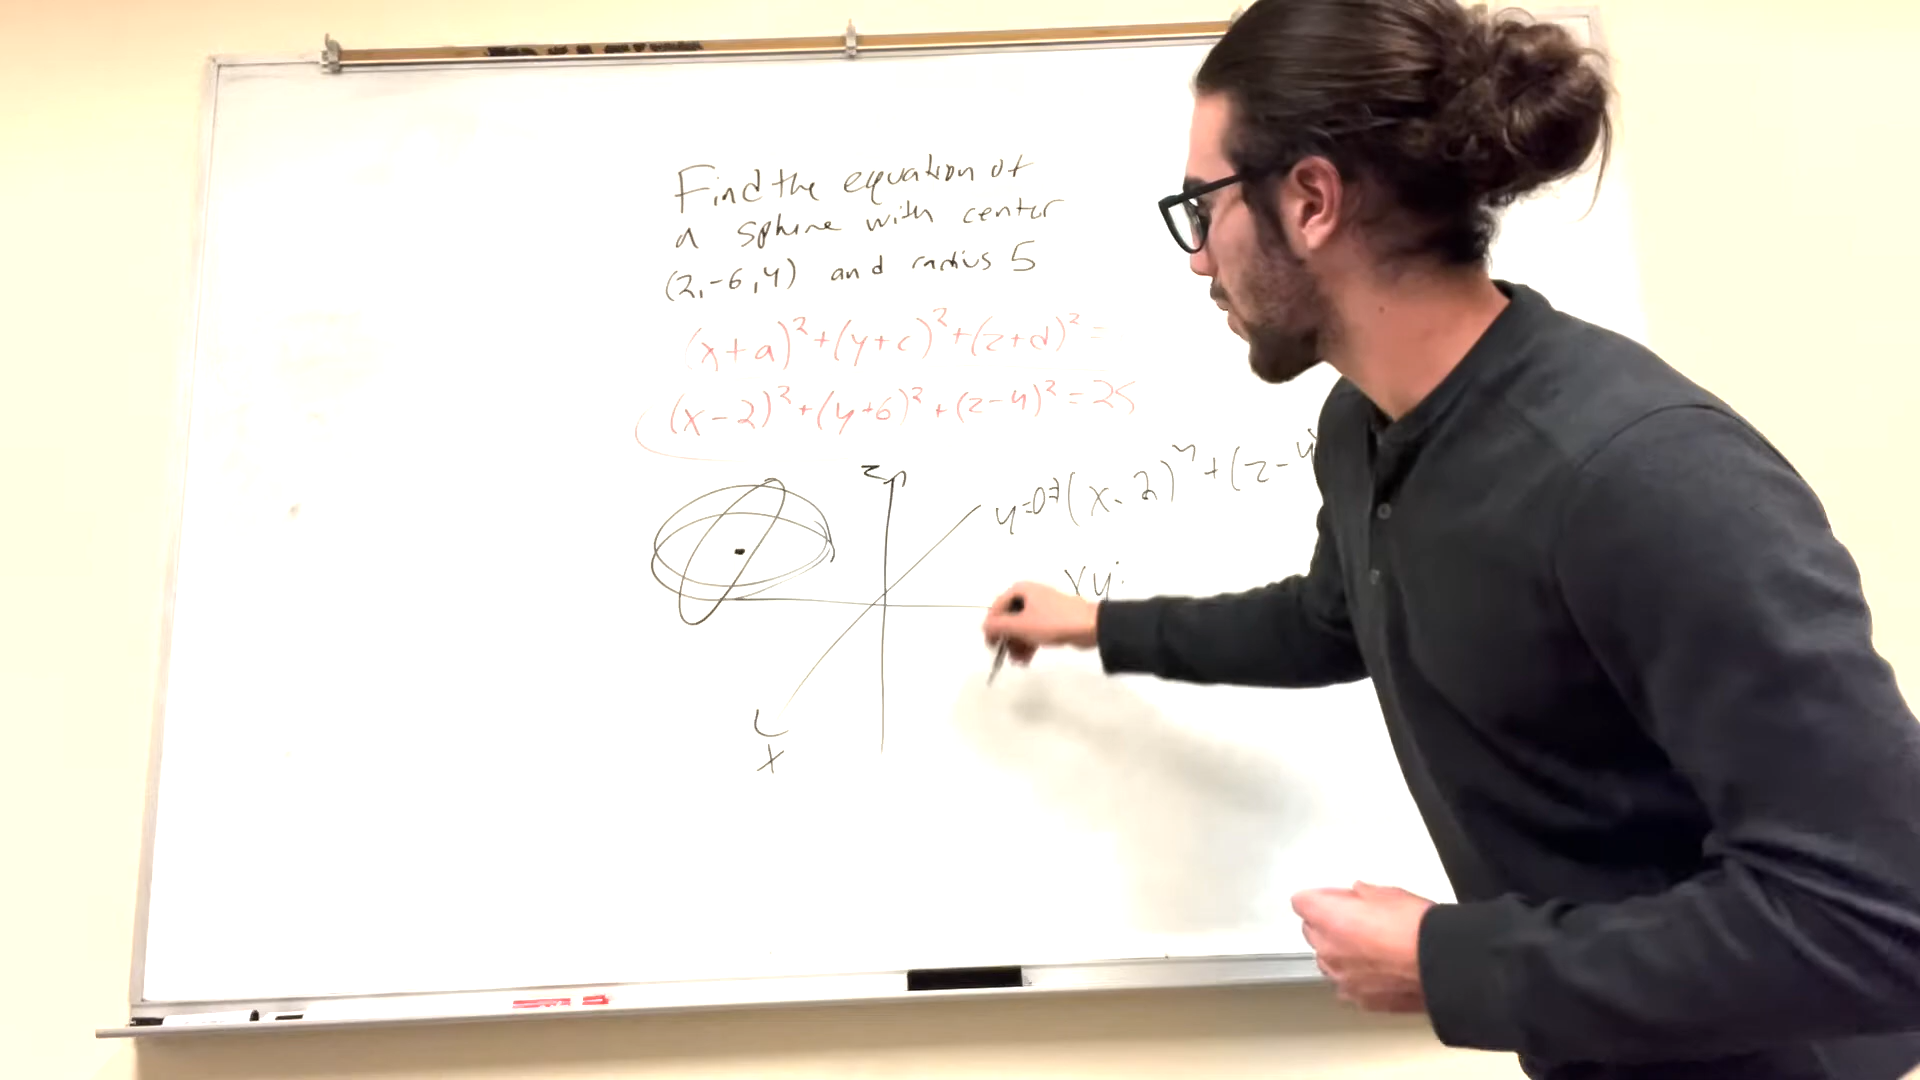 Find the equation of
a sphere with center
(2,-6,4) and radius 5
(x+a)²+(y+c)²+(z+d)²=
(x-2)²+(y+6)²+(z-4)²=25
z
y=0⇒(x-2)²+(z-4)
xy:
x